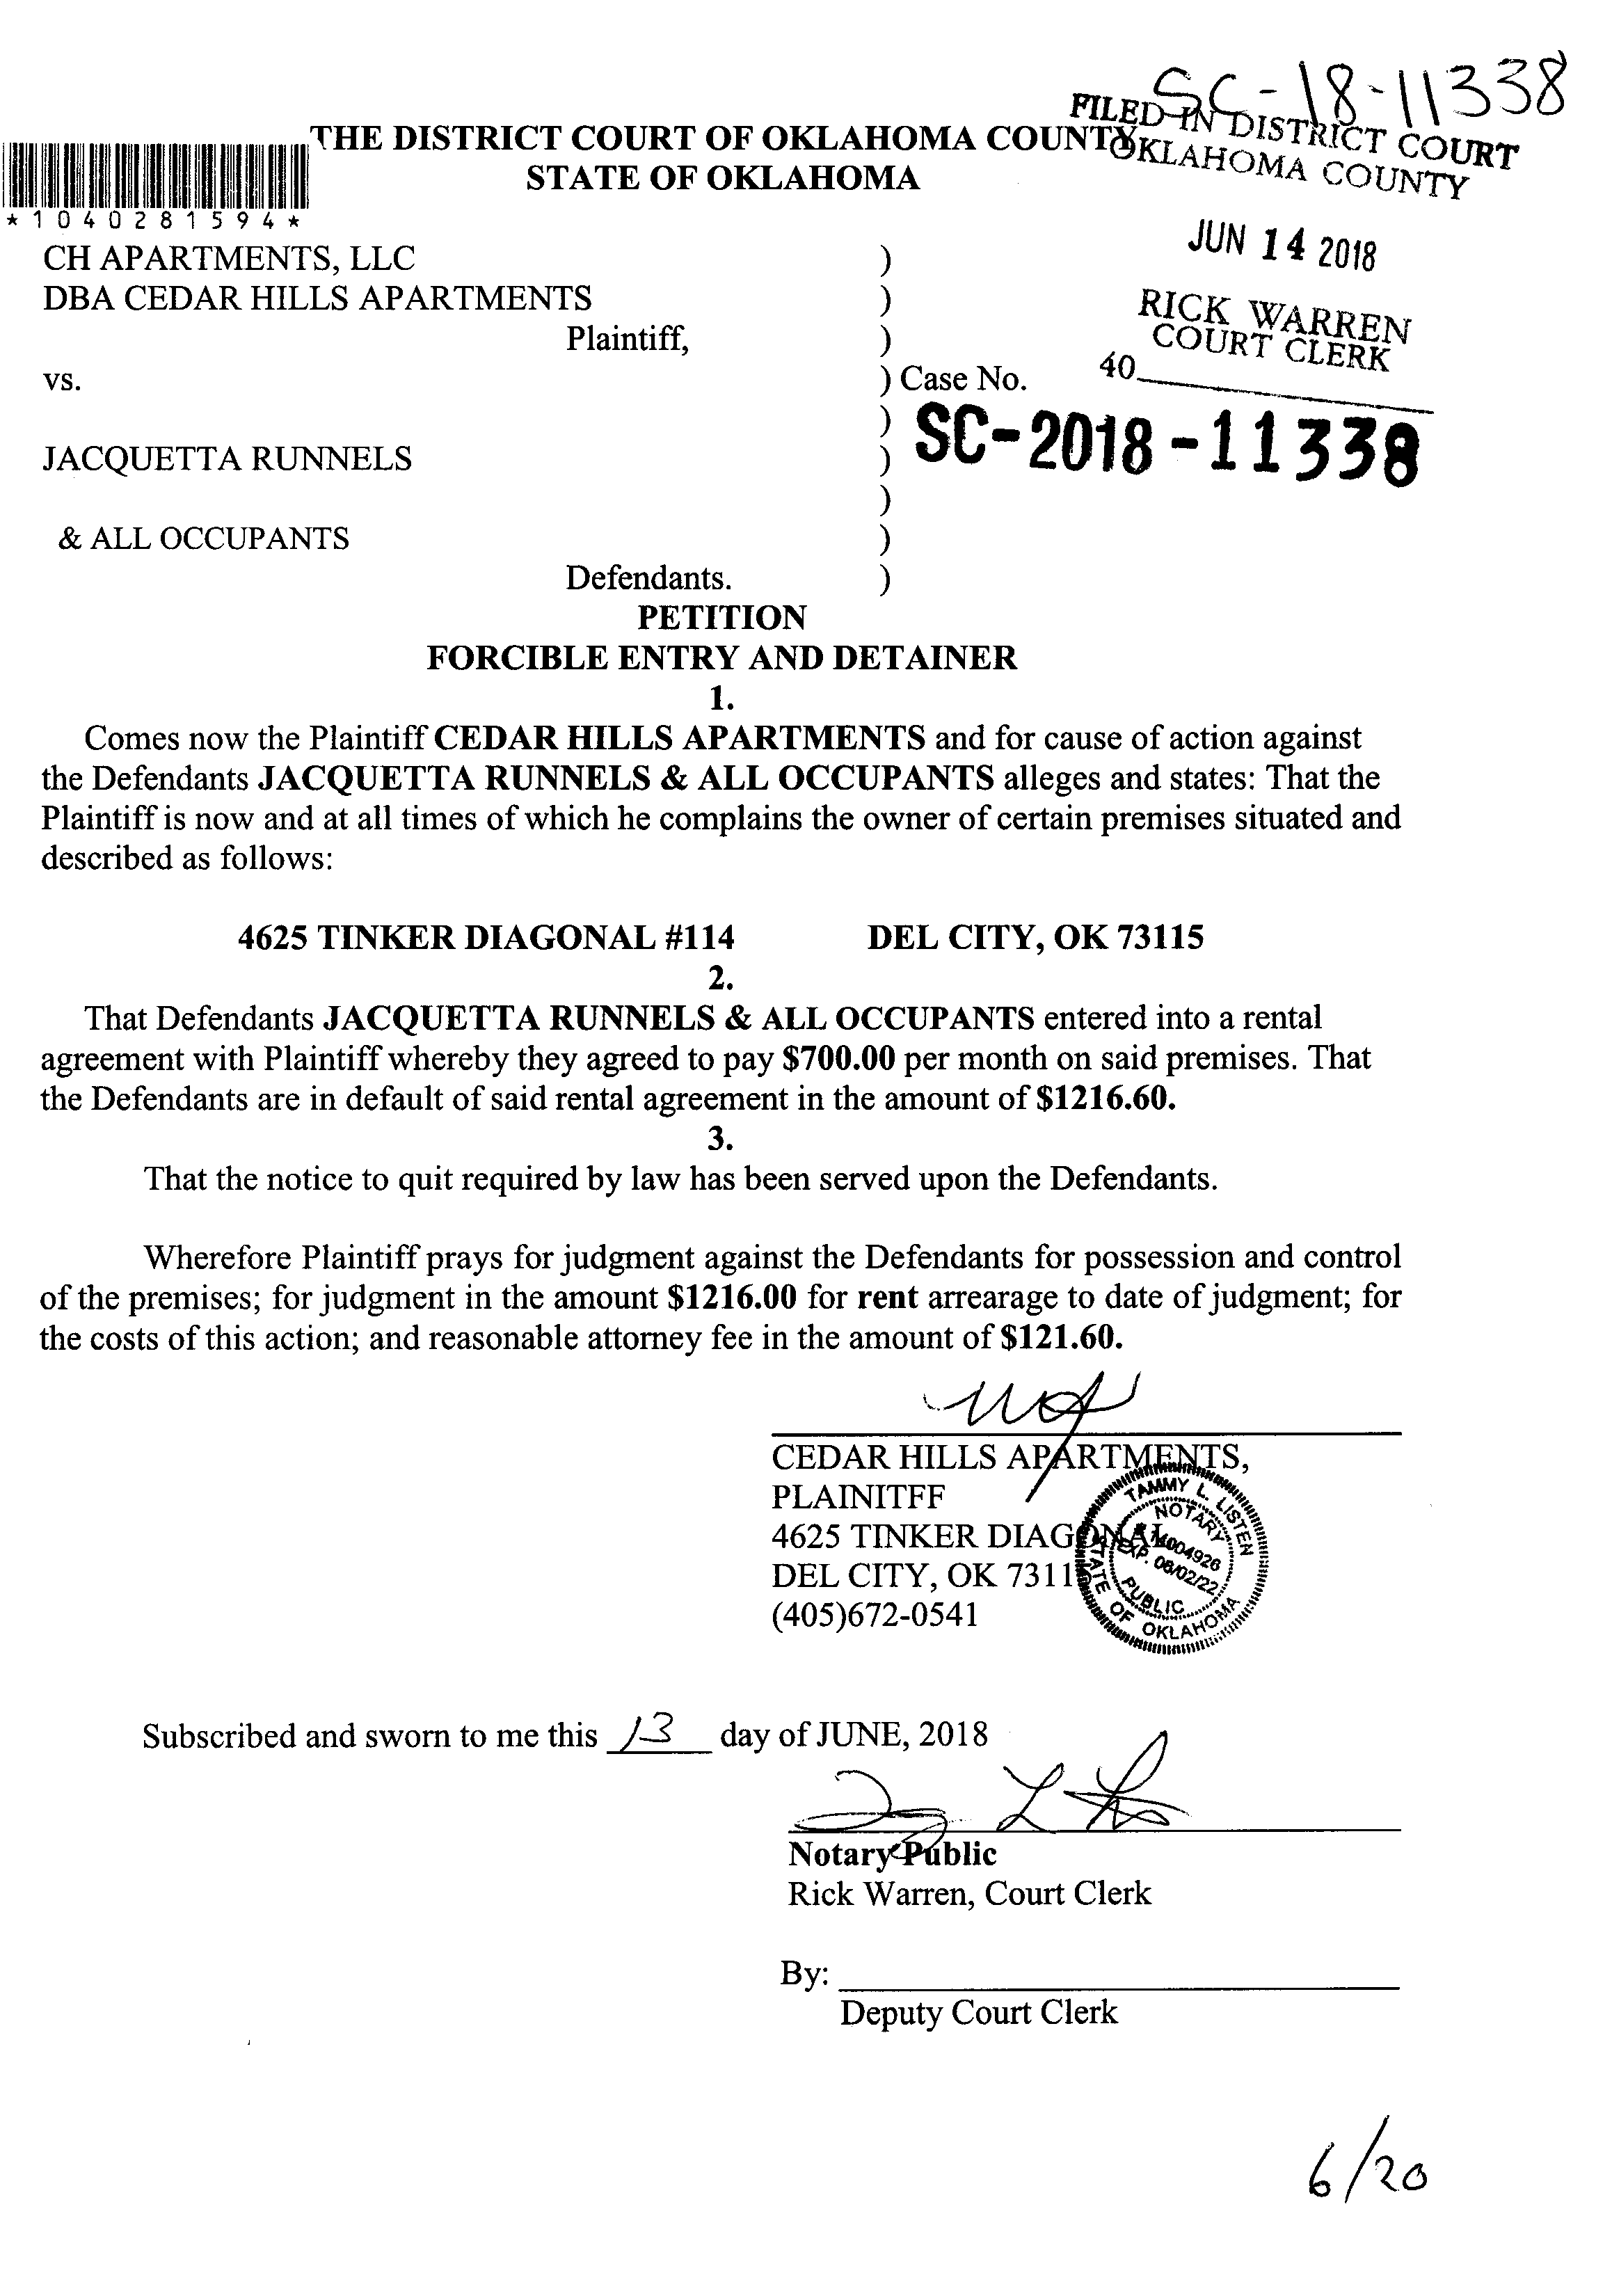 SC-18-11338
FILED IN DISTRICT COURT
OKLAHOMA COUNTY
THE DISTRICT COURT OF OKLAHOMA COUNTY
STATE OF OKLAHOMA
*1040281594*
JUN 14 2018
RICK WARREN
COURT CLERK
40
CH APARTMENTS, LLC )
DBA CEDAR HILLS APARTMENTS )
Plaintiff, )
vs. ) Case No.
) SC-2018-11338
JACQUETTA RUNNELS )
)
& ALL OCCUPANTS )
Defendants. )
PETITION
FORCIBLE ENTRY AND DETAINER
1.
Comes now the Plaintiff CEDAR HILLS APARTMENTS and for cause of action against
the Defendants JACQUETTA RUNNELS & ALL OCCUPANTS alleges and states: That the
Plaintiff is now and at all times of which he complains the owner of certain premises situated and
described as follows:
4625 TINKER DIAGONAL #114 DEL CITY, OK 73115
2.
That Defendants JACQUETTA RUNNELS & ALL OCCUPANTS entered into a rental
agreement with Plaintiff whereby they agreed to pay $700.00 per month on said premises. That
the Defendants are in default of said rental agreement in the amount of $1216.60.
3.
That the notice to quit required by law has been served upon the Defendants.
Wherefore Plaintiff prays for judgment against the Defendants for possession and control
of the premises; for judgment in the amount $1216.00 for rent arrearage to date of judgment; for
the costs of this action; and reasonable attorney fee in the amount of $121.60.
CEDAR HILLS APARTMENTS,
PLAINITFF
4625 TINKER DIAGONAL
DEL CITY, OK 73115
(405)672-0541
TAMMY L. LISTEN
NOTARY
# 14004926
EXP. 06/02/22
PUBLIC
STATE OF OKLAHOMA
Subscribed and sworn to me this 13 day of JUNE, 2018
Notary Public
Rick Warren, Court Clerk
By:
Deputy Court Clerk
6/20